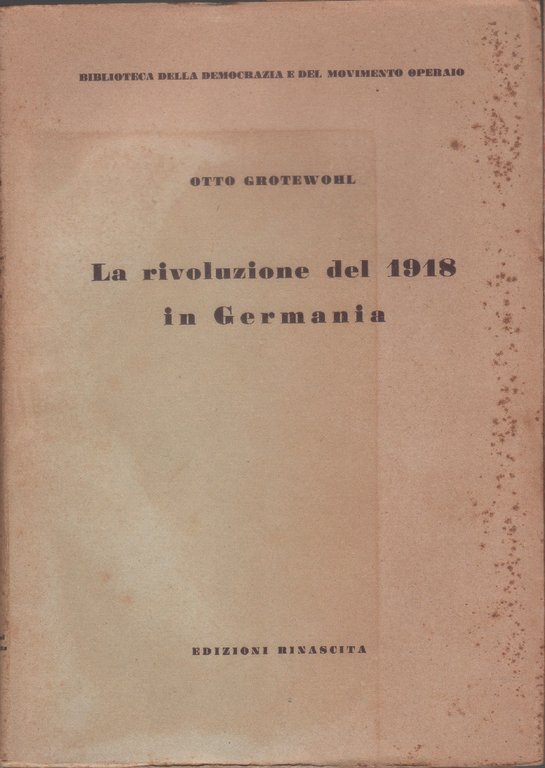 BIBLIOTECA DELLA DEMOCRAZIA E DEL MOVIMENTO OPERAIO
OTTO GROTEWOHL
La rivoluzione del 1918
in Germania
EDIZIONI RINASCITA